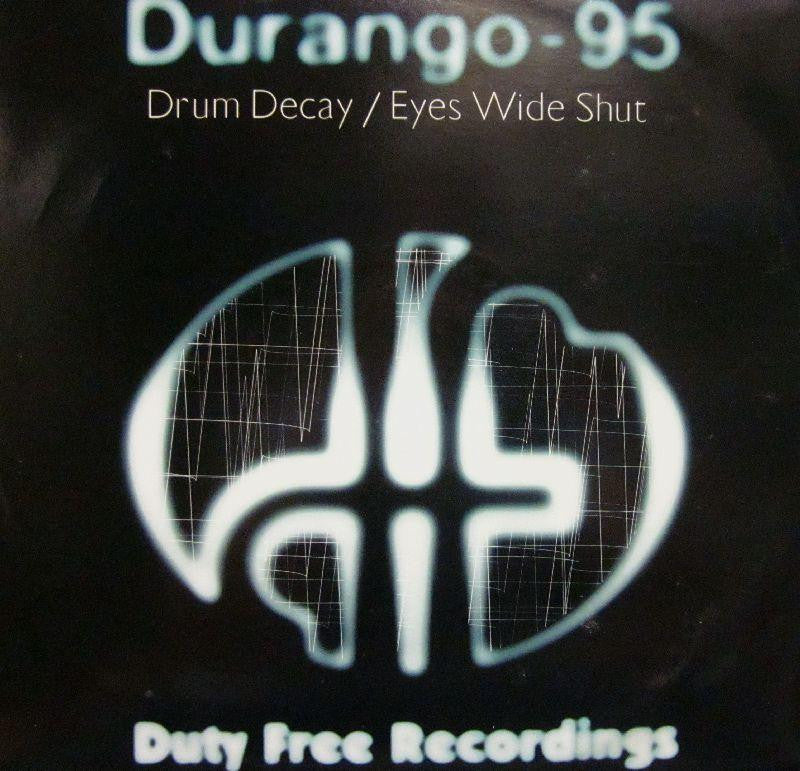 Durango-95
Drum Decay / Eyes Wide Shut
Duty Free Recordings